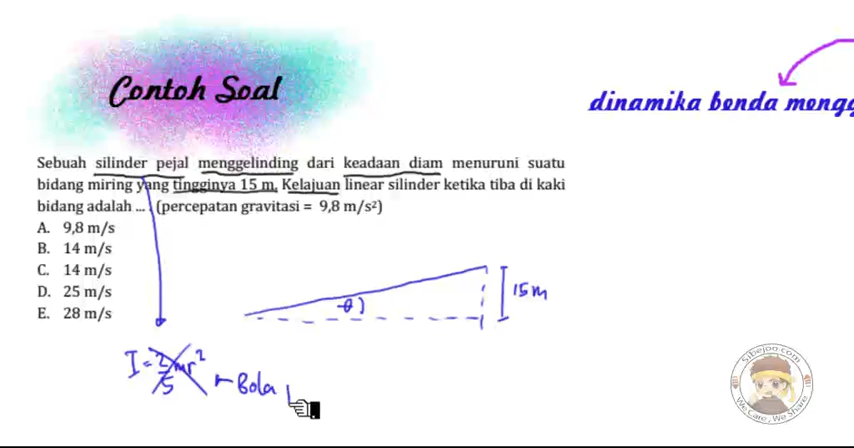 Contoh Soal
dinamika benda mengg
Sebuah silinder pejal menggelinding dari keadaan diam menuruni suatu
bidang miring yang tingginya 15 m. Kelajuan linear silinder ketika tiba di kaki
bidang adalah ... . (percepatan gravitasi = 9,8 m/s²)
A. 9,8 m/s
B. 14 m/s
C. 14 m/s
D. 25 m/s
E. 28 m/s
θ
15 m
I = 2/5 mr²
Bola
Sibejoo.com
We Care, We Share